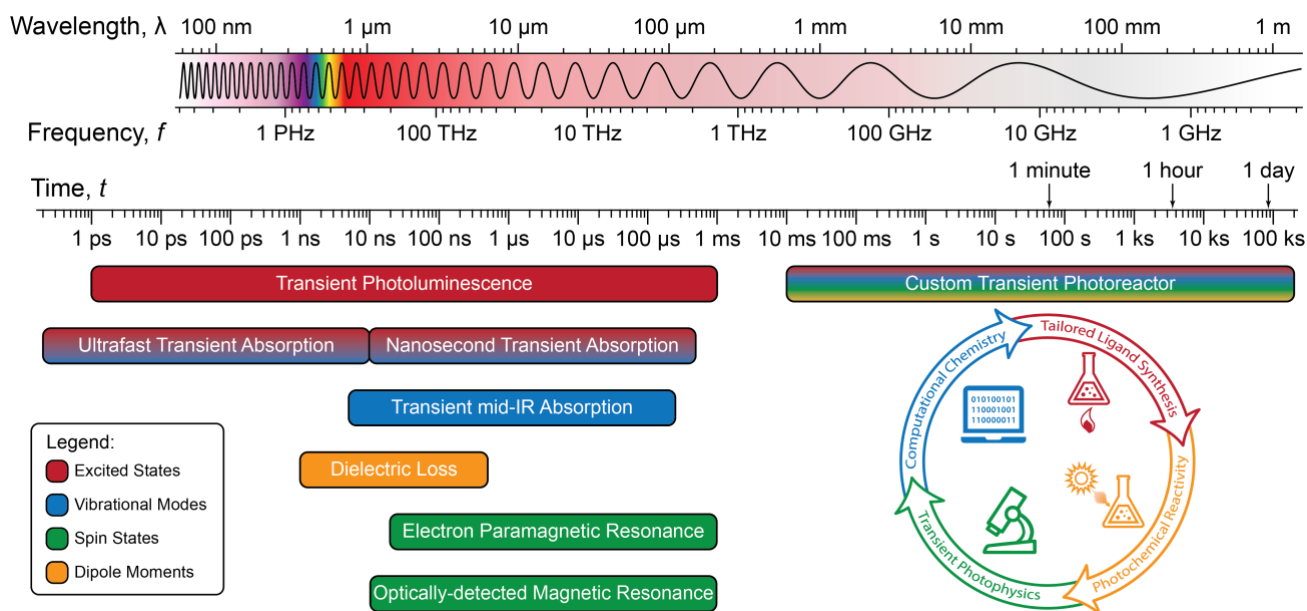 Wavelength, λ
100 nm 1 µm 10 µm 100 µm 1 mm 10 mm 100 mm 1 m
Frequency, f
1 PHz 100 THz 10 THz 1 THz 100 GHz 10 GHz 1 GHz
Time, t
1 minute 1 hour 1 day
1 ps 10 ps 100 ps 1 ns 10 ns 100 ns 1 µs 10 µs 100 µs 1 ms 10 ms 100 ms 1 s 10 s 100 s 1 ks 10 ks 100 ks
Transient Photoluminescence
Custom Transient Photoreactor
Ultrafast Transient Absorption
Nanosecond Transient Absorption
Transient mid-IR Absorption
Dielectric Loss
Electron Paramagnetic Resonance
Optically-detected Magnetic Resonance
Legend:
Excited States
Vibrational Modes
Spin States
Dipole Moments
Computational Chemistry
Tailored Ligand Synthesis
010100101
110001001
110000011
Transient Photophysics
Photochemical Reactivity